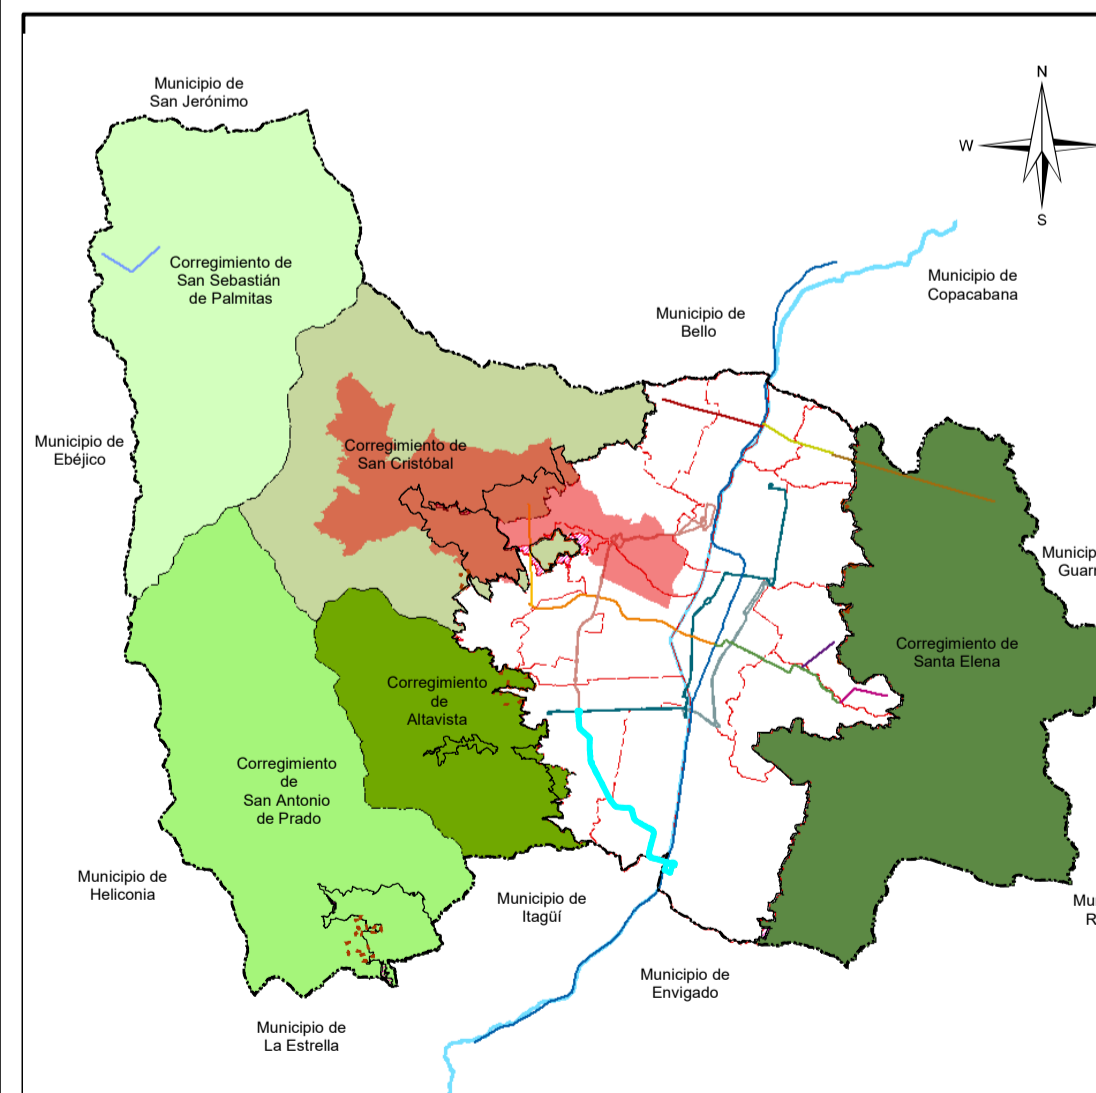 Municipio de
San Jerónimo
N
W
S
Corregimiento de
San Sebastián
de Palmitas
Municipio de
Copacabana
Municipio de
Bello
Municipio de
Ebéjico
Corregimiento de
San Cristóbal
Corregimiento de
Santa Elena
Corregimiento
de
Altavista
Corregimiento
de
San Antonio
de Prado
Municipio de
Heliconia
Municipio de
Itagüí
Municipio de
Envigado
Municipio de
La Estrella